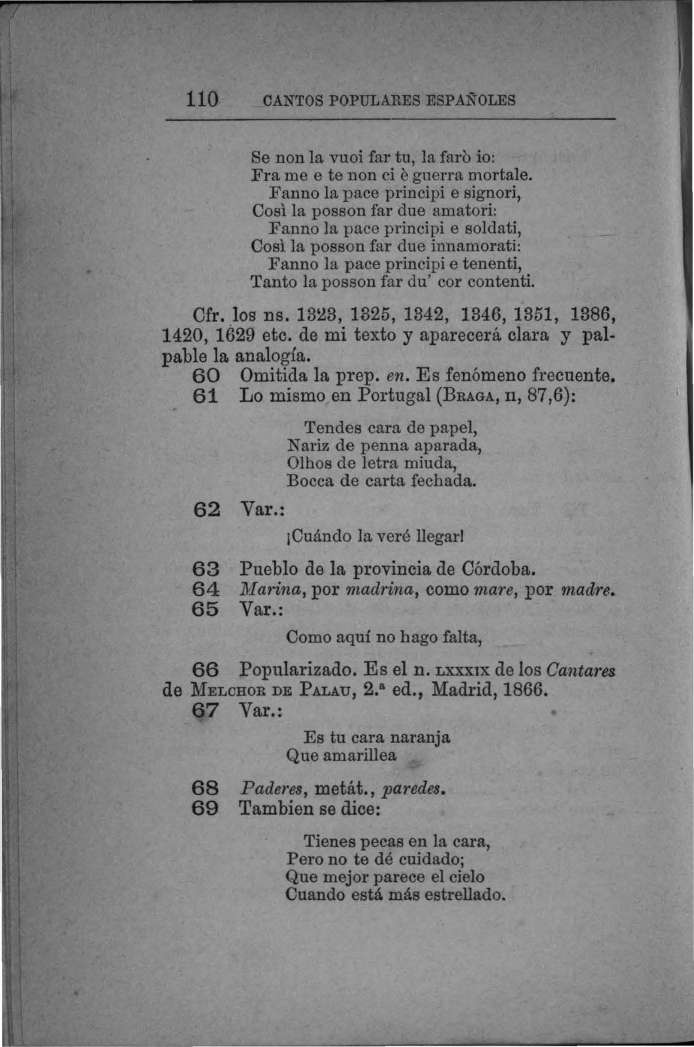 110 CANTOS POPULARES ESPAÑOLES
Se non la vuoi far tu, la farò io:
Fra me e te non ci è guerra mortale.
Fanno la pace principi e signori,
Così la posson far due amatori:
Fanno la pace principi e soldati,
Così la posson far due innamorati:
Fanno la pace principi e tenenti,
Tanto la posson far du' cor contenti.
Cfr. los ns. 1323, 1325, 1342, 1346, 1351, 1386,
1420, 1629 etc. de mi texto y aparecerá clara y pal-
pable la analogía.
60 Omitida la prep. en. Es fenómeno frecuente.
61 Lo mismo en Portugal (BRAGA, II, 87,6):
Tendes cara de papel,
Nariz de penna aparada,
Olhos de letra miuda,
Bocca de carta fechada.
62 Var.:
¡Cuándo la veré llegar!
63 Pueblo de la provincia de Córdoba.
64 Marina, por madrina, como mare, por madre.
65 Var.:
Como aquí no hago falta,
66 Popularizado. Es el n. LXXXIX de los Cantares
de MELCHOR DE PALAU, 2.ª ed., Madrid, 1866.
67 Var.:
Es tu cara naranja
Que amarillea
68 Paderes, metát., paredes.
69 Tambien se dice:
Tienes pecas en la cara,
Pero no te dé cuidado;
Que mejor parece el cielo
Cuando está más estrellado.